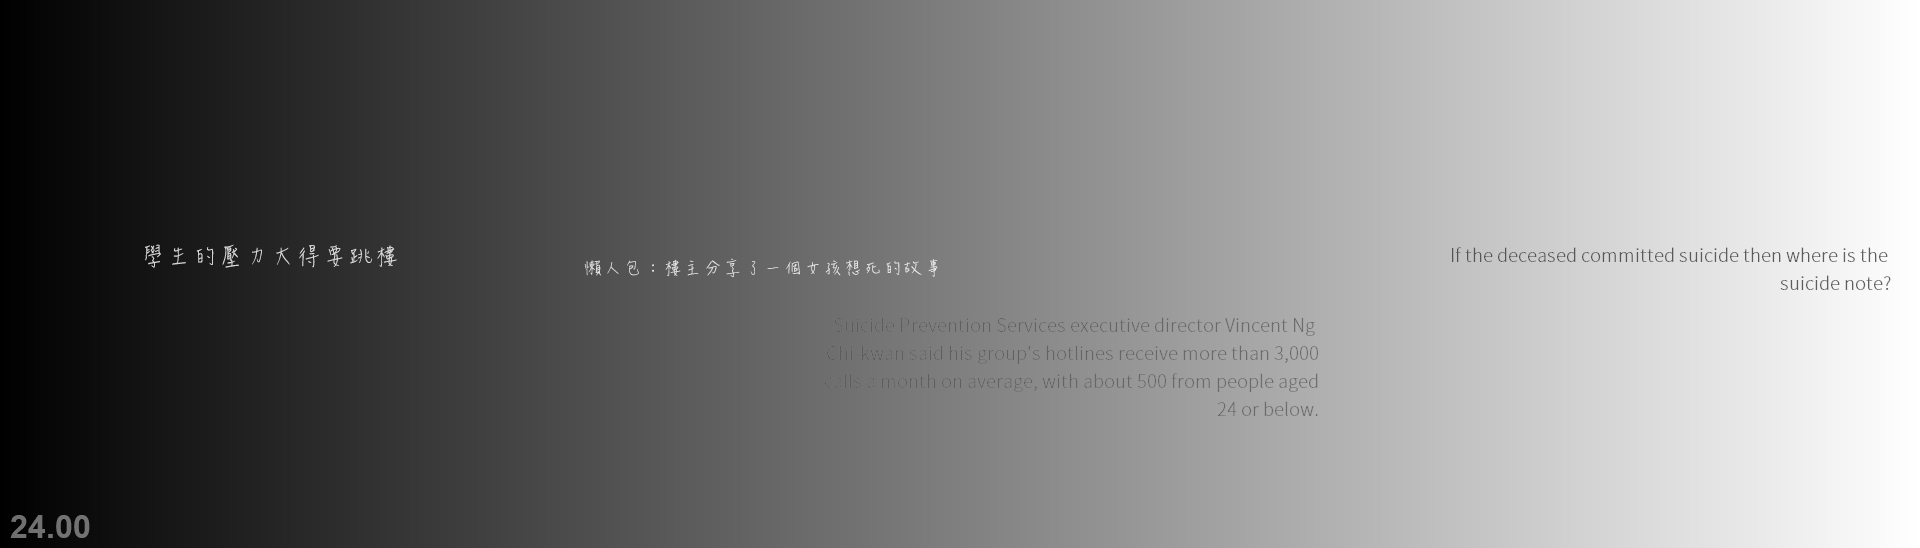 學生的壓力大得要跳樓
懶人包：樓主分享了一個女孩想死的故事
If the deceased committed suicide then where is the
suicide note?
Suicide Prevention Services executive director Vincent Ng
Chi-kwan said his group's hotlines receive more than 3,000
calls a month on average, with about 500 from people aged
24 or below.
24.00